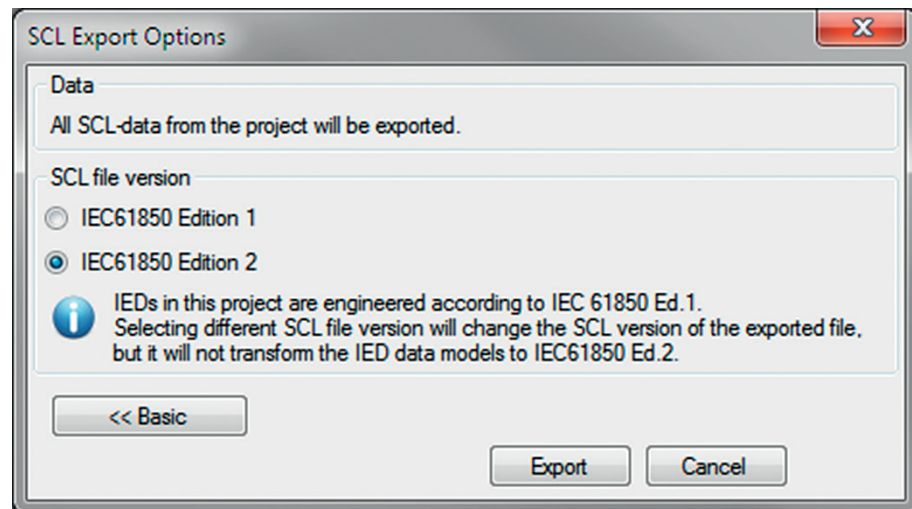 SCL Export Options
Data
All SCL-data from the project will be exported.
SCL file version
IEC61850 Edition 1
IEC61850 Edition 2
IEDs in this project are engineered according to IEC 61850 Ed.1.
Selecting different SCL file version will change the SCL version of the exported file,
but it will not transform the IED data models to IEC61850 Ed.2.
<< Basic
Export
Cancel